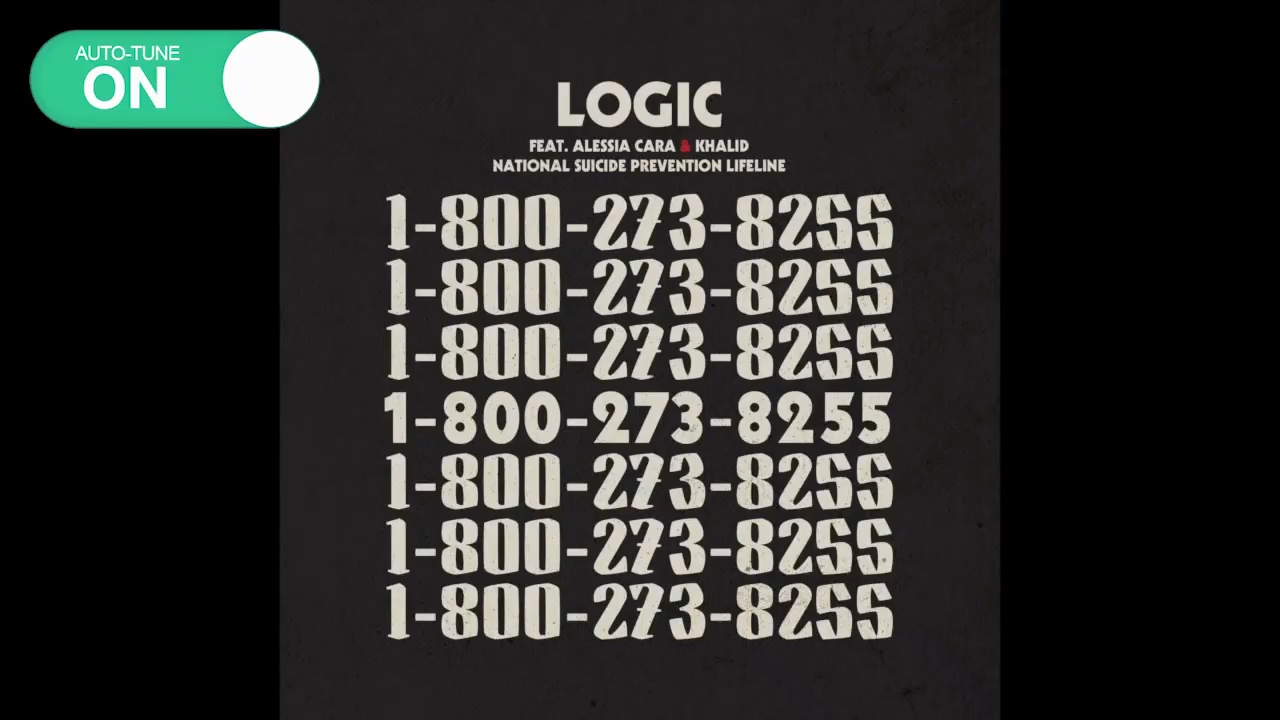 AUTO-TUNE
ON
LOGIC
FEAT. ALESSIA CARA & KHALID
NATIONAL SUICIDE PREVENTION LIFELINE
1-800-273-8255
1-800-273-8255
1-800-273-8255
1-800-273-8255
1-800-273-8255
1-800-273-8255
1-800-273-8255